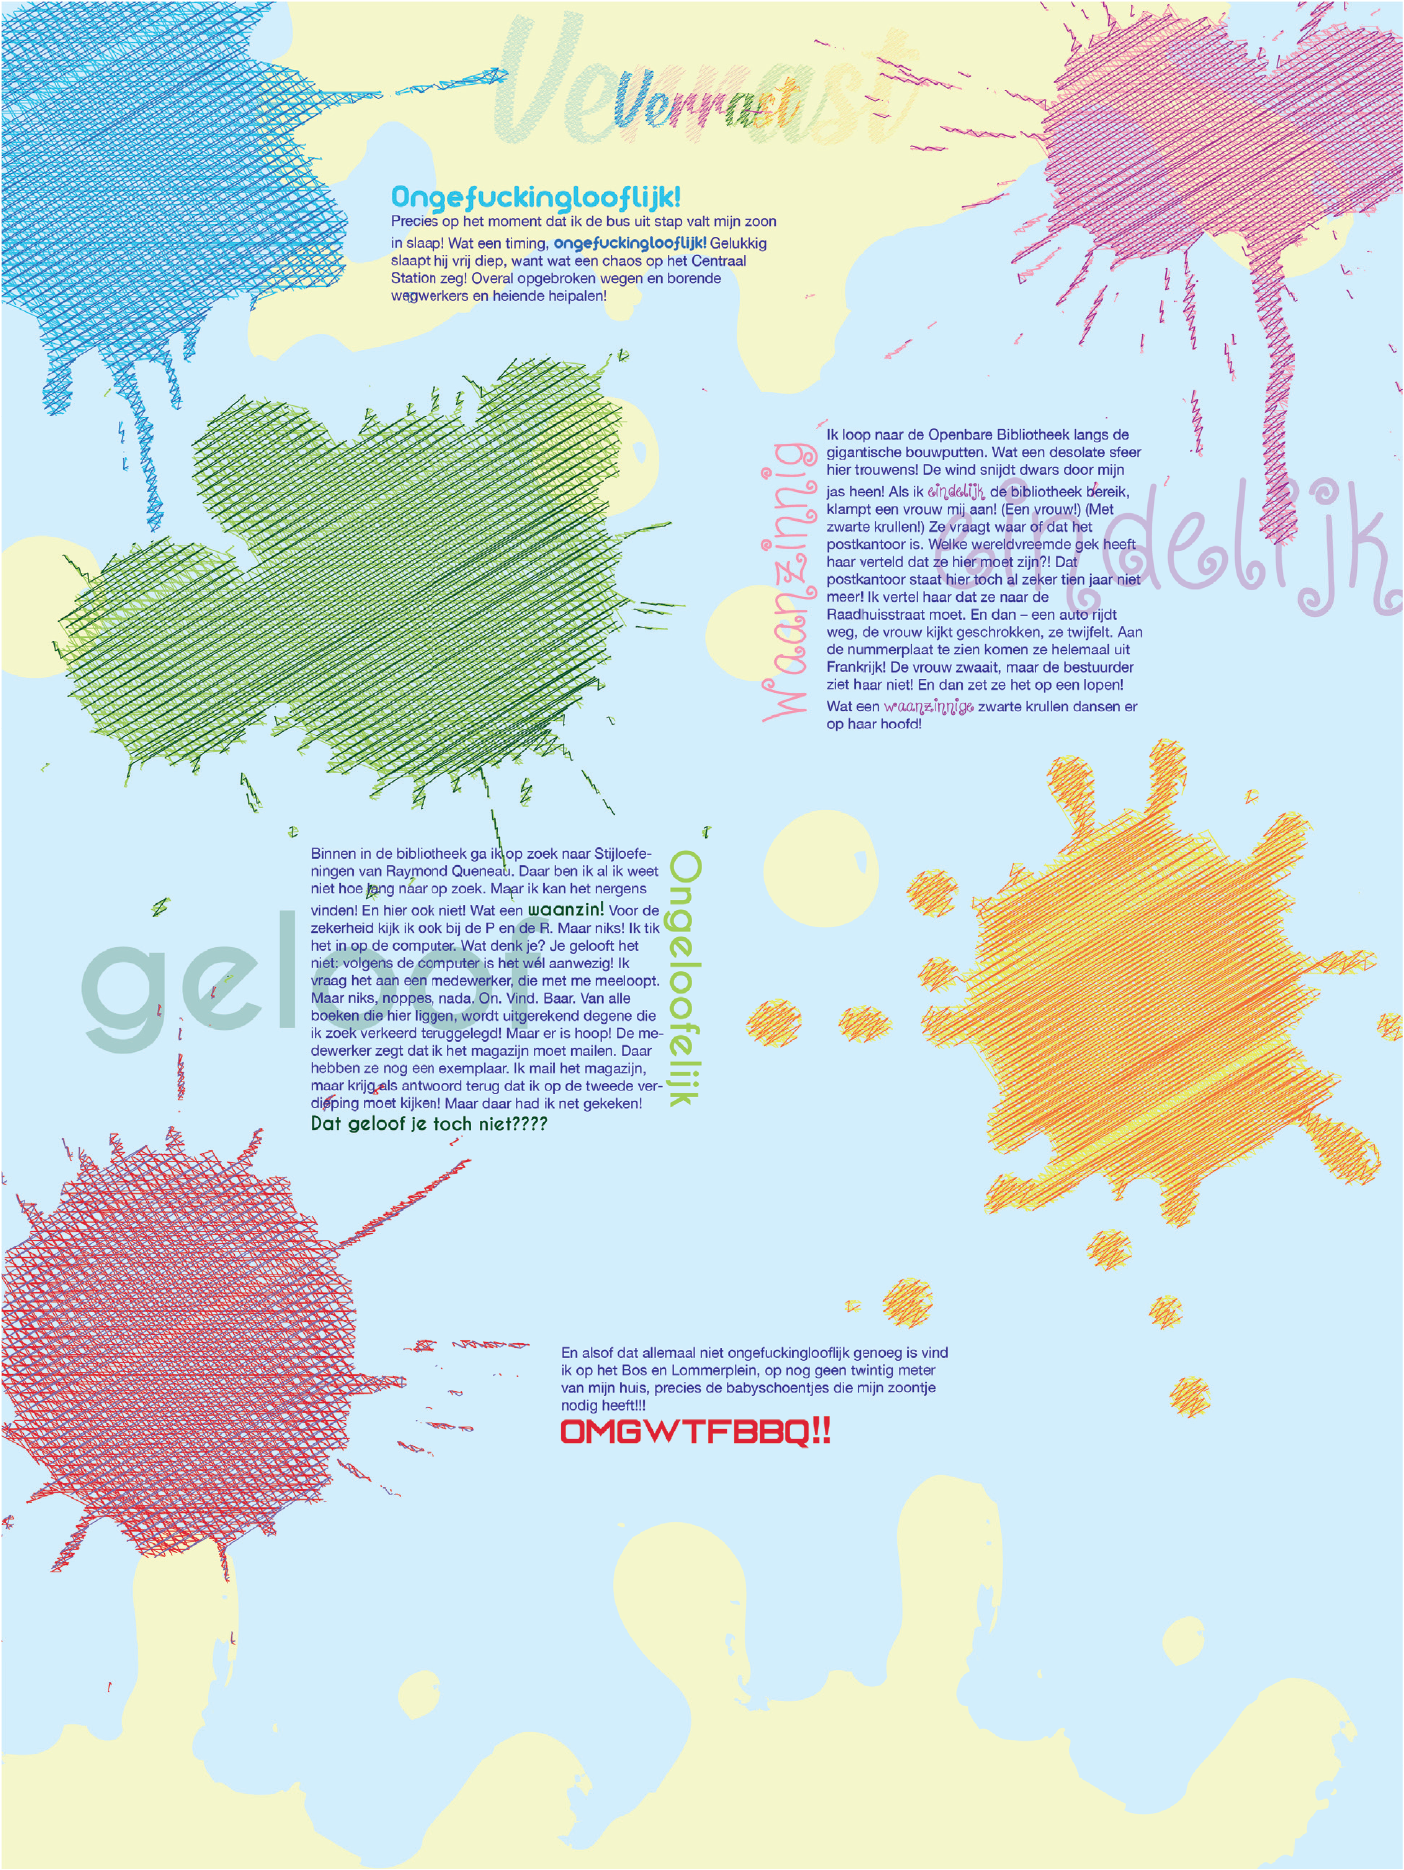 Verrast
Verrast
Ongefuckinglooflijk!
Precies op het moment dat ik de bus uit stap valt mijn zoon
in slaap! Wat een timing, ongefuckinglooflijk! Gelukkig
slaapt hij vrij diep, want wat een chaos op het Centraal
Station zeg! Overal opgebroken wegen en borende
wegwerkers en heiende heipalen!
Waanzinnig
Ik loop naar de Openbare Bibliotheek langs de
gigantische bouwputten. Wat een desolate sfeer
hier trouwens! De wind snijdt dwars door mijn
jas heen! Als ik eindelijk de bibliotheek bereik,
klampt een vrouw mij aan! (Een vrouw!) (Met
zwarte krullen!) Ze vraagt waar of dat het
postkantoor is. Welke wereldvreemde gek heeft
haar verteld dat ze hier moet zijn?! Dat
postkantoor staat hier toch al zeker tien jaar niet
meer! Ik vertel haar dat ze naar de
Raadhuisstraat moet. En dan – een auto rijdt
weg, de vrouw kijkt geschrokken, ze twijfelt. Aan
de nummerplaat te zien komen ze helemaal uit
Frankrijk! De vrouw zwaait, maar de bestuurder
ziet haar niet! En dan zet ze het op een lopen!
Wat een waanzinnige zwarte krullen dansen er
op haar hoofd!
eindelijk
Binnen in de bibliotheek ga ik op zoek naar Stijloefe-
ningen van Raymond Queneau. Daar ben ik al ik weet
niet hoe lang naar op zoek. Maar ik kan het nergens
vinden! En hier ook niet! Wat een waanzin! Voor de
zekerheid kijk ik ook bij de P en de R. Maar niks! Ik tik
het in op de computer. Wat denk je? Je gelooft het
niet: volgens de computer is het wél aanwezig! Ik
vraag het aan een medewerker, die met me meeloopt.
Maar niks, noppes, nada. On. Vind. Baar. Van alle
boeken die hier liggen, wordt uitgerekend degene die
ik zoek verkeerd teruggelegd! Maar er is hoop! De me-
dewerker zegt dat ik het magazijn moet mailen. Daar
hebben ze nog een exemplaar. Ik mail het magazijn,
maar krijg als antwoord terug dat ik op de tweede ver-
dieping moet kijken! Maar daar had ik net gekeken!
Dat geloof je toch niet????
geloof
Ongeloofelijk
En alsof dat allemaal niet ongefuckinglooflijk genoeg is vind
ik op het Bos en Lommerplein, op nog geen twintig meter
van mijn huis, precies de babyschoentjes die mijn zoontje
nodig heeft!!!
OMGWTFBBQ!!